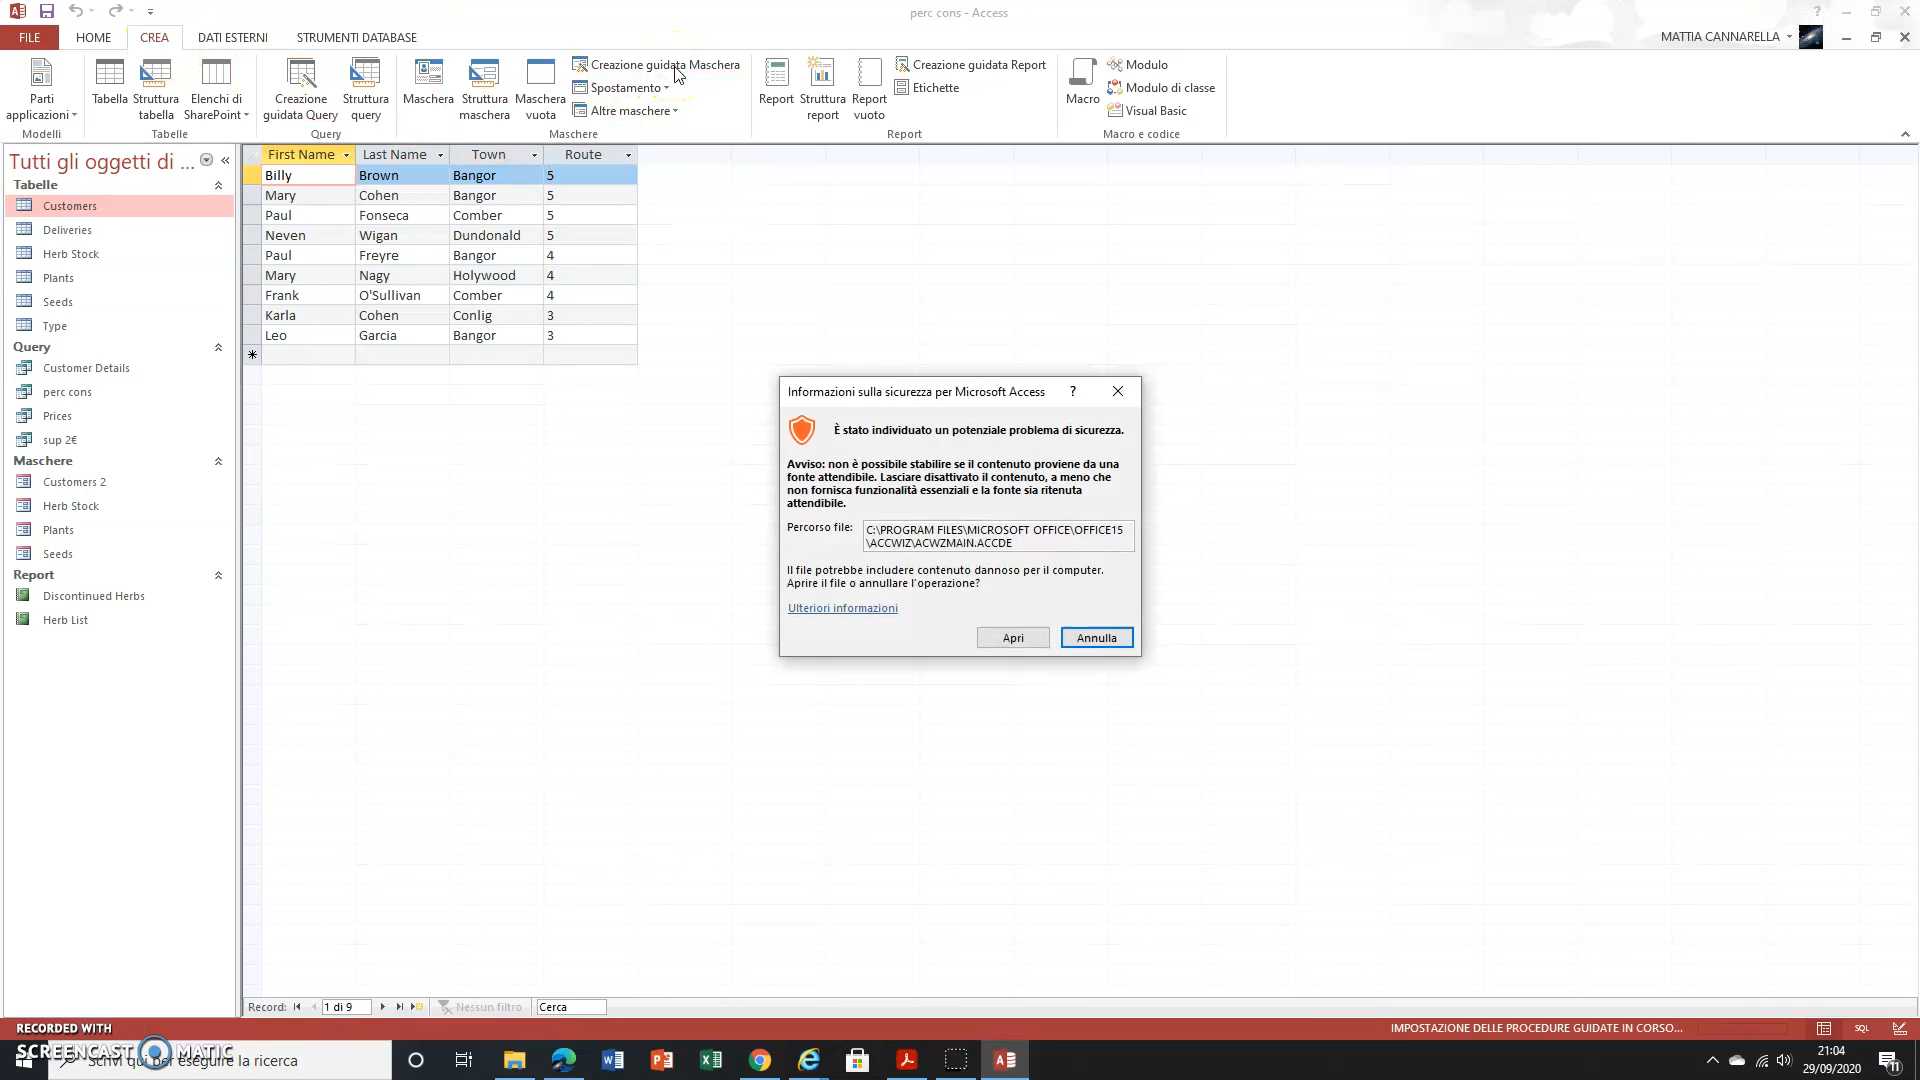 perc cons - Access
FILE HOME CREA DATI ESTERNI STRUMENTI DATABASE
MATTIA CANNARELLA
Parti applicazioni
Modelli
Tabella
Struttura tabella
Elenchi di SharePoint
Tabelle
Creazione guidata Query
Struttura query
Query
Maschera
Struttura maschera
Maschera vuota
Creazione guidata Maschera
Spostamento
Altre maschere
Maschere
Report
Struttura report
Report vuoto
Creazione guidata Report
Etichette
Report
Macro
Modulo
Modulo di classe
Visual Basic
Macro e codice
Tutti gli oggetti di ...
Tabelle
Customers
Deliveries
Herb Stock
Plants
Seeds
Type
Query
Customer Details
perc cons
Prices
sup 2€
Maschere
Customers 2
Herb Stock
Plants
Seeds
Report
Discontinued Herbs
Herb List
First Name Last Name Town Route
Billy Brown Bangor 5
Mary Cohen Bangor 5
Paul Fonseca Comber 5
Neven Wigan Dundonald 5
Paul Freyre Bangor 4
Mary Nagy Holywood 4
Frank O'Sullivan Comber 4
Karla Cohen Conlig 3
Leo Garcia Bangor 3
Informazioni sulla sicurezza per Microsoft Access ?
È stato individuato un potenziale problema di sicurezza.
Avviso: non è possibile stabilire se il contenuto proviene da una
fonte attendibile. Lasciare disattivato il contenuto, a meno che
non fornisca funzionalità essenziali e la fonte sia ritenuta
attendibile.
Percorso file: C:\PROGRAM FILES\MICROSOFT OFFICE\OFFICE15
\ACCWIZ\ACWZMAIN.ACCDE
Il file potrebbe includere contenuto dannoso per il computer.
Aprire il file o annullare l'operazione?
Ulteriori informazioni
Apri Annulla
Record: 1 di 9 Nessun filtro Cerca
IMPOSTAZIONE DELLE PROCEDURE GUIDATE IN CORSO... SQL
RECORDED WITH
SCREENCAST MATIC
Scrivi qui per eseguire la ricerca
21:04
29/09/2020
11